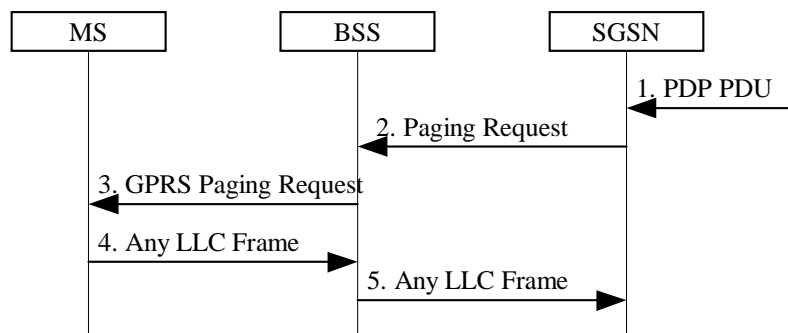 MS BSS SGSN
1. PDP PDU
2. Paging Request
3. GPRS Paging Request
4. Any LLC Frame
5. Any LLC Frame